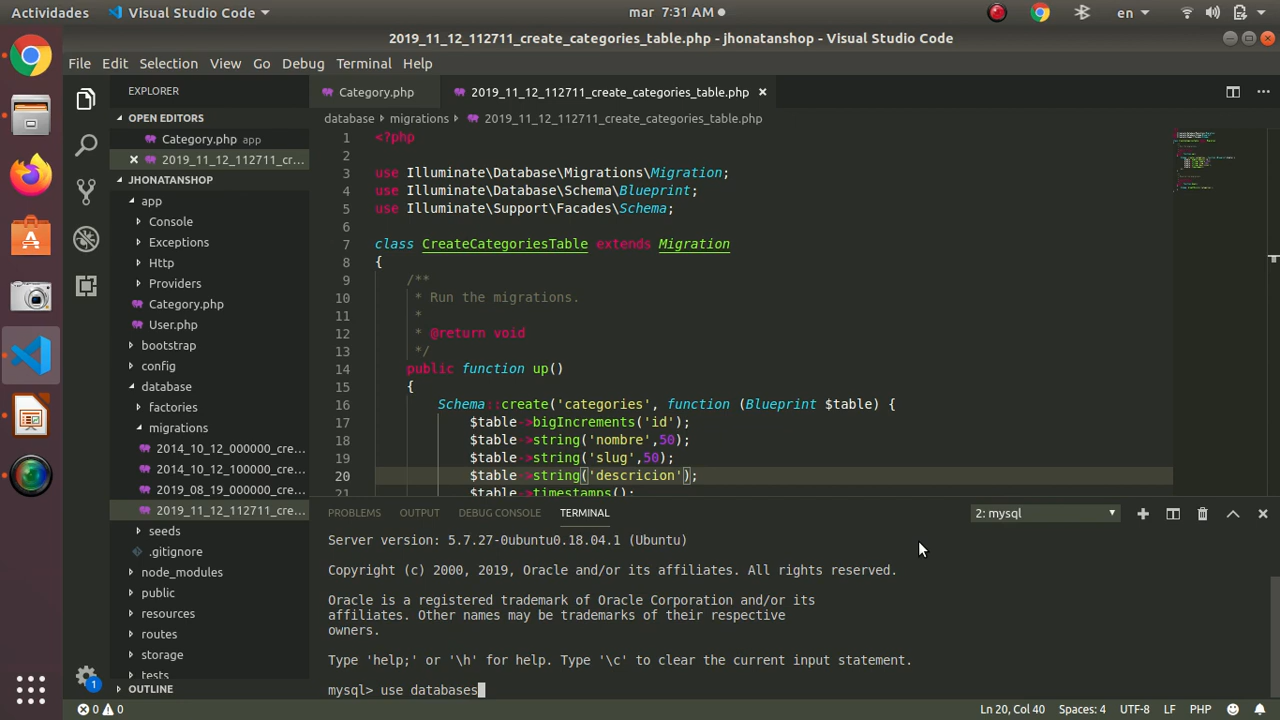 Actividades
Visual Studio Code
mar 7:31 AM
en
2019_11_12_112711_create_categories_table.php - jhonatanshop - Visual Studio Code
File Edit Selection View Go Debug Terminal Help
EXPLORER
OPEN EDITORS
Category.php app
2019_11_12_112711_cr...
JHONATANSHOP
app
Console
Exceptions
Http
Providers
Category.php
User.php
bootstrap
config
database
factories
migrations
2014_10_12_000000_cre...
2014_10_12_100000_cre...
2019_08_19_000000_cre...
2019_11_12_112711_cre...
seeds
.gitignore
node_modules
public
resources
routes
storage
tests
OUTLINE
1
Category.php
2019_11_12_112711_create_categories_table.php
database migrations 2019_11_12_112711_create_categories_table.php
1 <?php
2
3 use Illuminate\Database\Migrations\Migration;
4 use Illuminate\Database\Schema\Blueprint;
5 use Illuminate\Support\Facades\Schema;
6
7 class CreateCategoriesTable extends Migration
8 {
9 /**
10 * Run the migrations.
11 *
12 * @return void
13 */
14 public function up()
15 {
16 Schema::create('categories', function (Blueprint $table) {
17 $table->bigIncrements('id');
18 $table->string('nombre',50);
19 $table->string('slug',50);
20 $table->string('descricion');
21 $table->timestamps();
PROBLEMS OUTPUT DEBUG CONSOLE TERMINAL
2: mysql
Server version: 5.7.27-0ubuntu0.18.04.1 (Ubuntu)
Copyright (c) 2000, 2019, Oracle and/or its affiliates. All rights reserved.
Oracle is a registered trademark of Oracle Corporation and/or its
affiliates. Other names may be trademarks of their respective
owners.
Type 'help;' or '\h' for help. Type '\c' to clear the current input statement.
mysql> use databases
0 0
Ln 20, Col 40 Spaces: 4 UTF-8 LF PHP